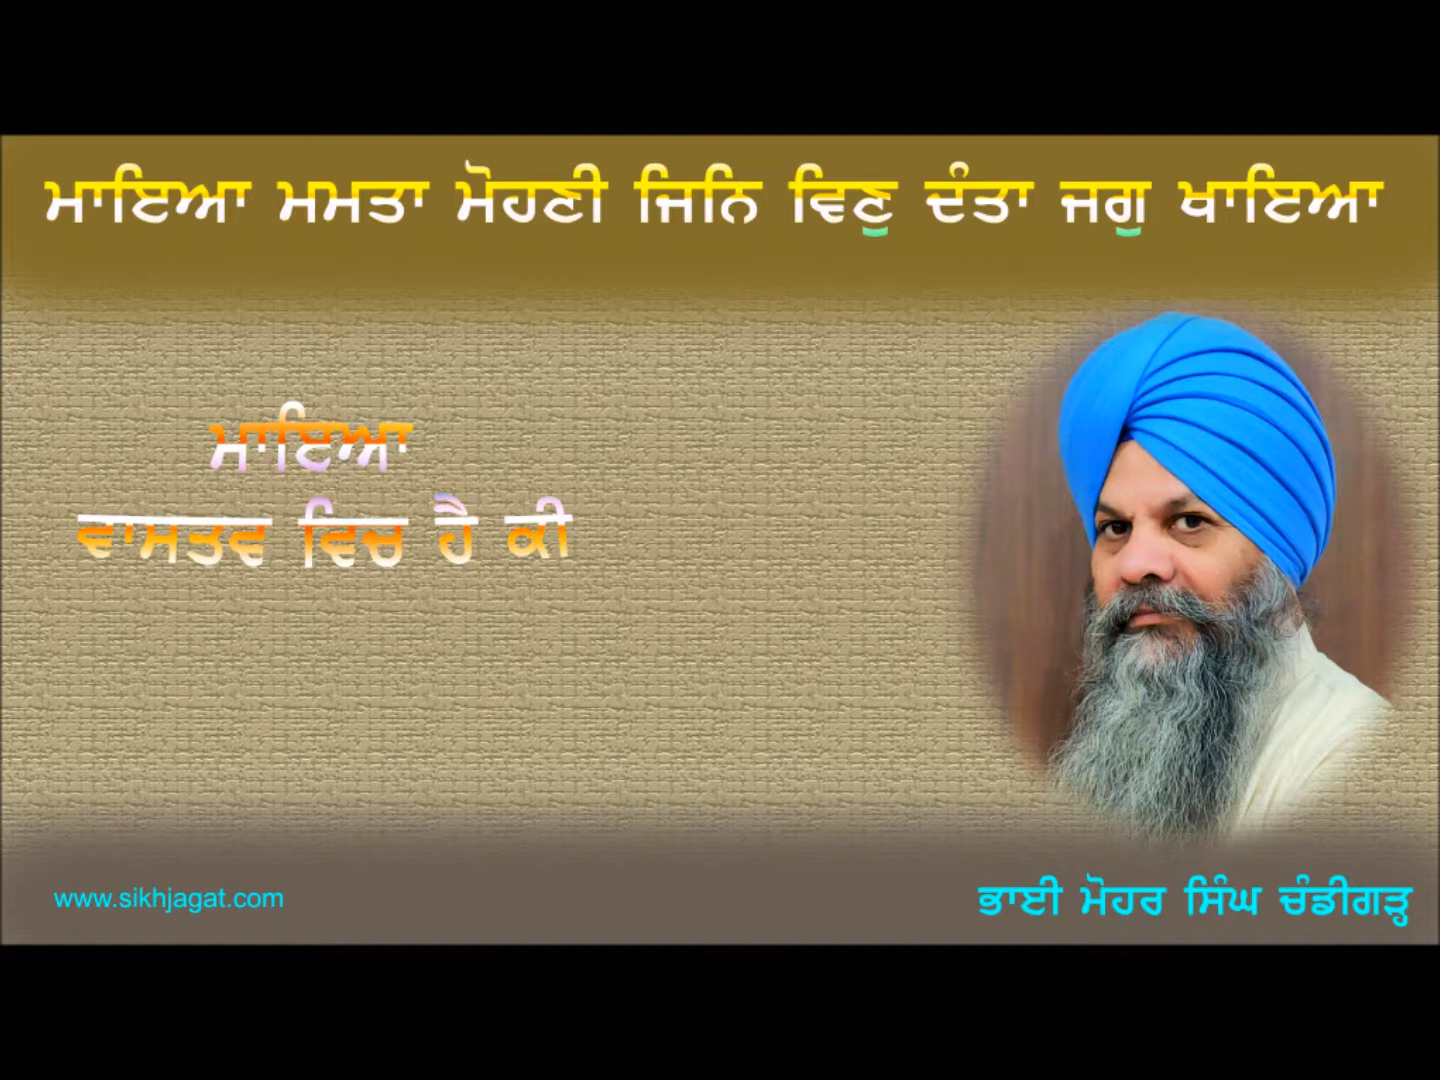 ਮਾਇਆ ਮਮਤਾ ਮੋਹਣੀ ਜਿਨਿ ਵਿਣੁ ਦੰਤਾ ਜਗੁ ਖਾਇਆ
ਮਾਇਆ
ਵਾਸਤਵ ਵਿਚ ਹੈ ਕੀ
www.sikhjagat.com
ਭਾਈ ਮੋਹਰ ਸਿੰਘ ਚੰਡੀਗੜ੍ਹ